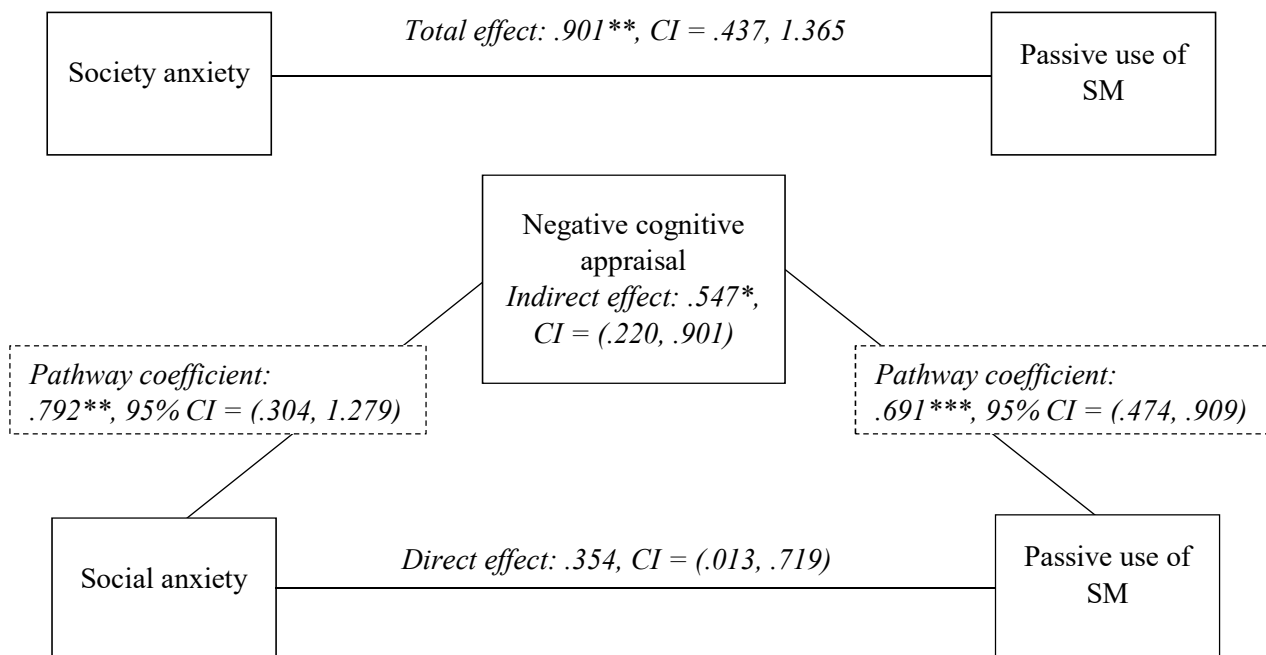 Total effect: .901**, CI = .437, 1.365
Society anxiety
Passive use of
SM
Negative cognitive
appraisal
Indirect effect: .547*,
CI = (.220, .901)
Pathway coefficient:
.792**, 95% CI = (.304, 1.279)
Pathway coefficient:
.691***, 95% CI = (.474, .909)
Direct effect: .354, CI = (.013, .719)
Social anxiety
Passive use of
SM